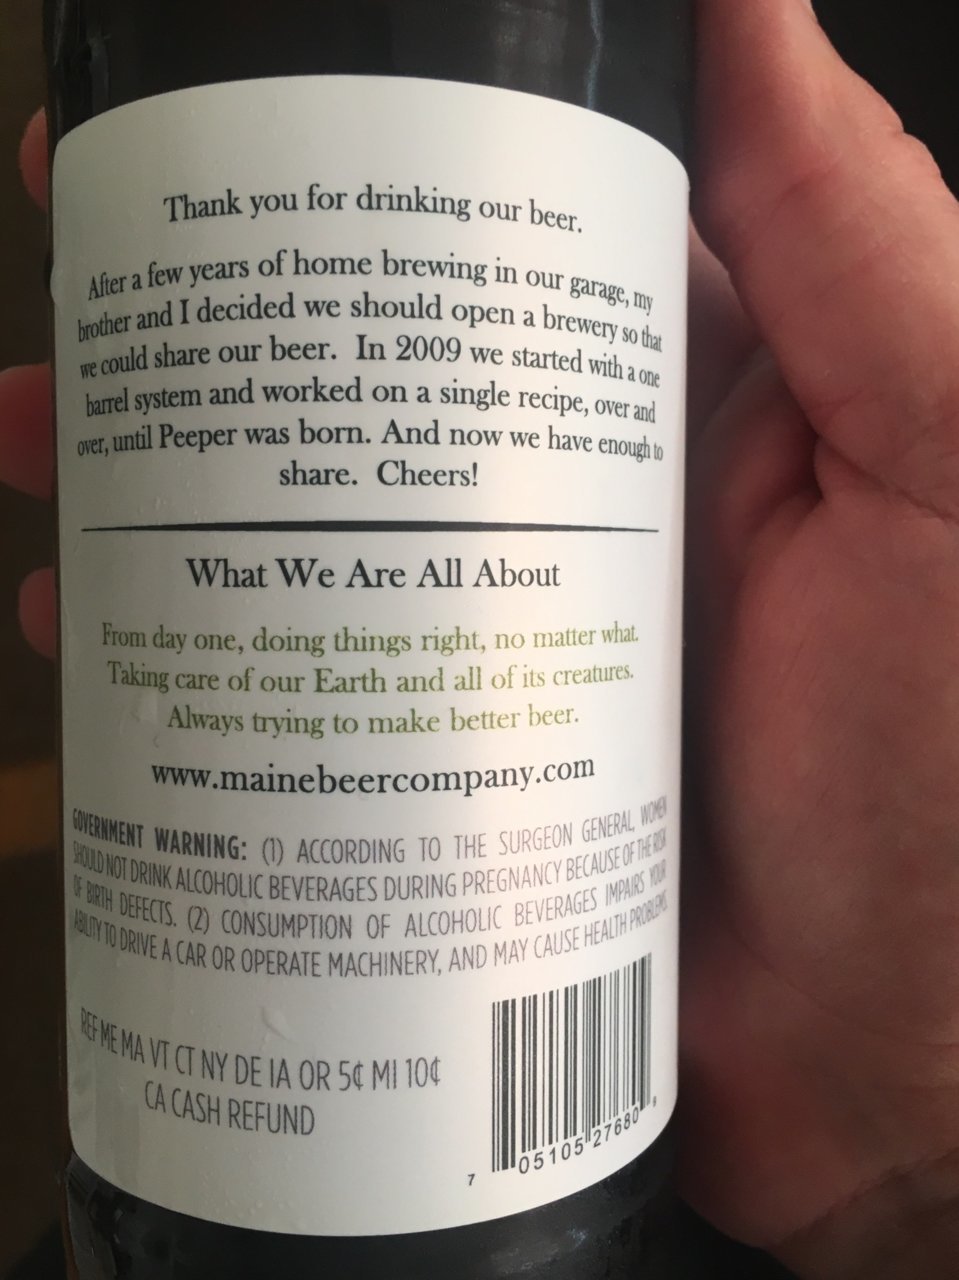 Thank you for drinking our beer.
After a few years of home brewing in our garage, my
brother and I decided we should open a brewery so that
we could share our beer. In 2009 we started with a one
barrel system and worked on a single recipe, over and
over, until Peeper was born. And now we have enough to
share. Cheers!
What We Are All About
From day one, doing things right, no matter what.
Taking care of our Earth and all of its creatures.
Always trying to make better beer.
www.mainebeercompany.com
GOVERNMENT WARNING: (1) ACCORDING TO THE SURGEON GENERAL, WOMEN
SHOULD NOT DRINK ALCOHOLIC BEVERAGES DURING PREGNANCY BECAUSE OF THE RISK
OF BIRTH DEFECTS. (2) CONSUMPTION OF ALCOHOLIC BEVERAGES IMPAIRS YOUR
ABILITY TO DRIVE A CAR OR OPERATE MACHINERY, AND MAY CAUSE HEALTH PROBLEMS.
REF ME MA VT CT NY DE IA OR 5¢ MI 10¢
CA CASH REFUND
7 05105 27680 9